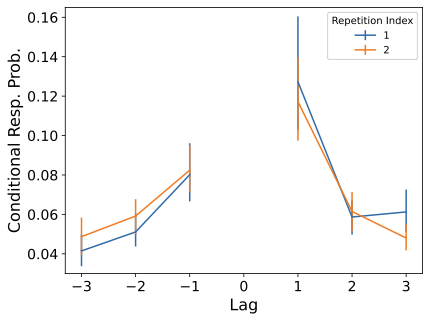 Conditional Resp. Prob.
0.16
0.14
0.12
0.10
0.08
0.06
0.04
Repetition Index
1
2
−3 −2 −1 0 1 2 3
Lag